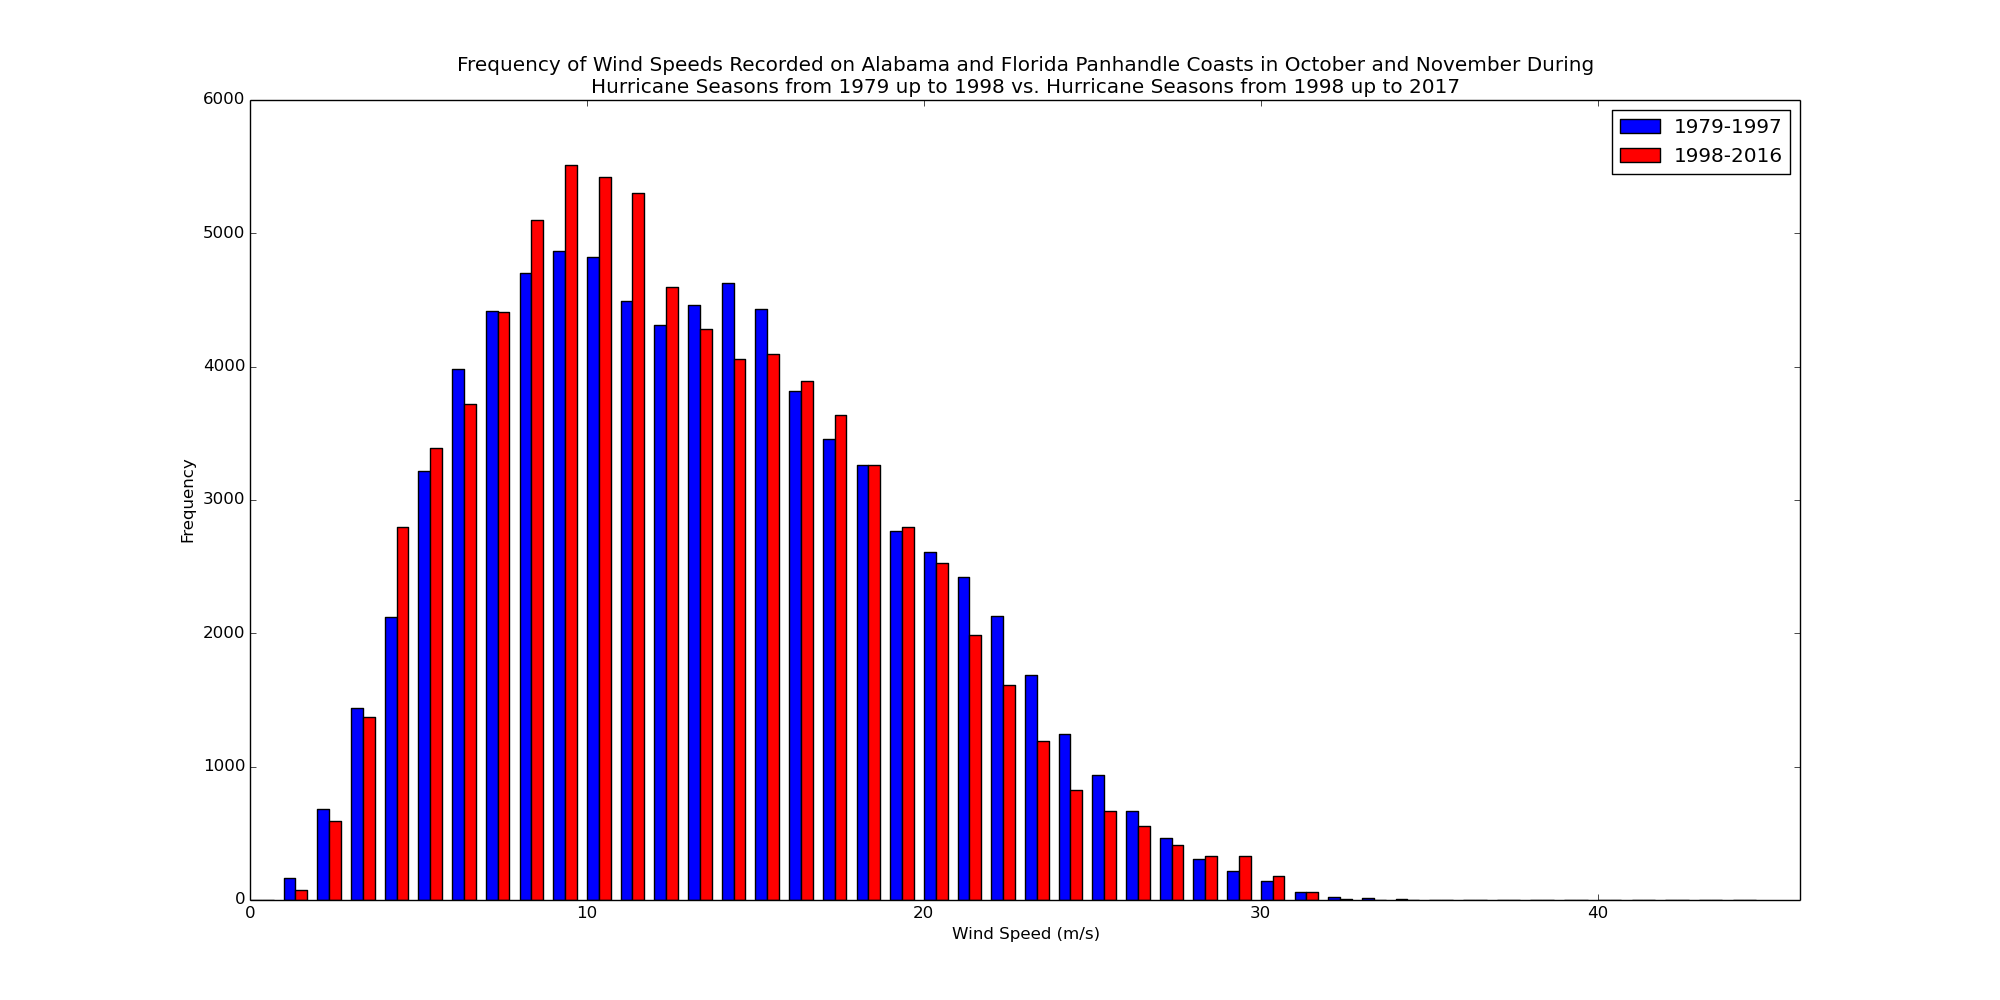 Frequency of Wind Speeds Recorded on Alabama and Florida Panhandle Coasts in October and November During
Hurricane Seasons from 1979 up to 1998 vs. Hurricane Seasons from 1998 up to 2017
1979-1997
1998-2016
6000
5000
4000
3000
2000
1000
0
Frequency
0 10 20 30 40
Wind Speed (m/s)